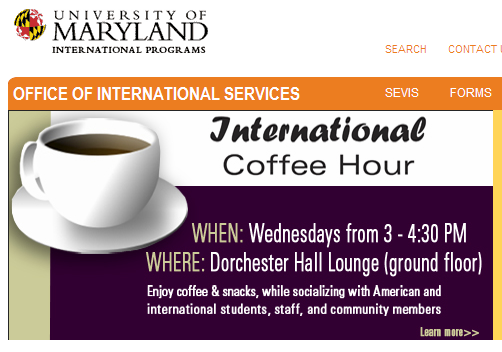 UNIVERSITY OF
MARYLAND
INTERNATIONAL PROGRAMS
SEARCH CONTACT
OFFICE OF INTERNATIONAL SERVICES SEVIS FORMS
International
Coffee Hour
WHEN: Wednesdays from 3 - 4:30 PM
WHERE: Dorchester Hall Lounge (ground floor)
Enjoy coffee & snacks, while socializing with American and
international students, staff, and community members
Learn more>>